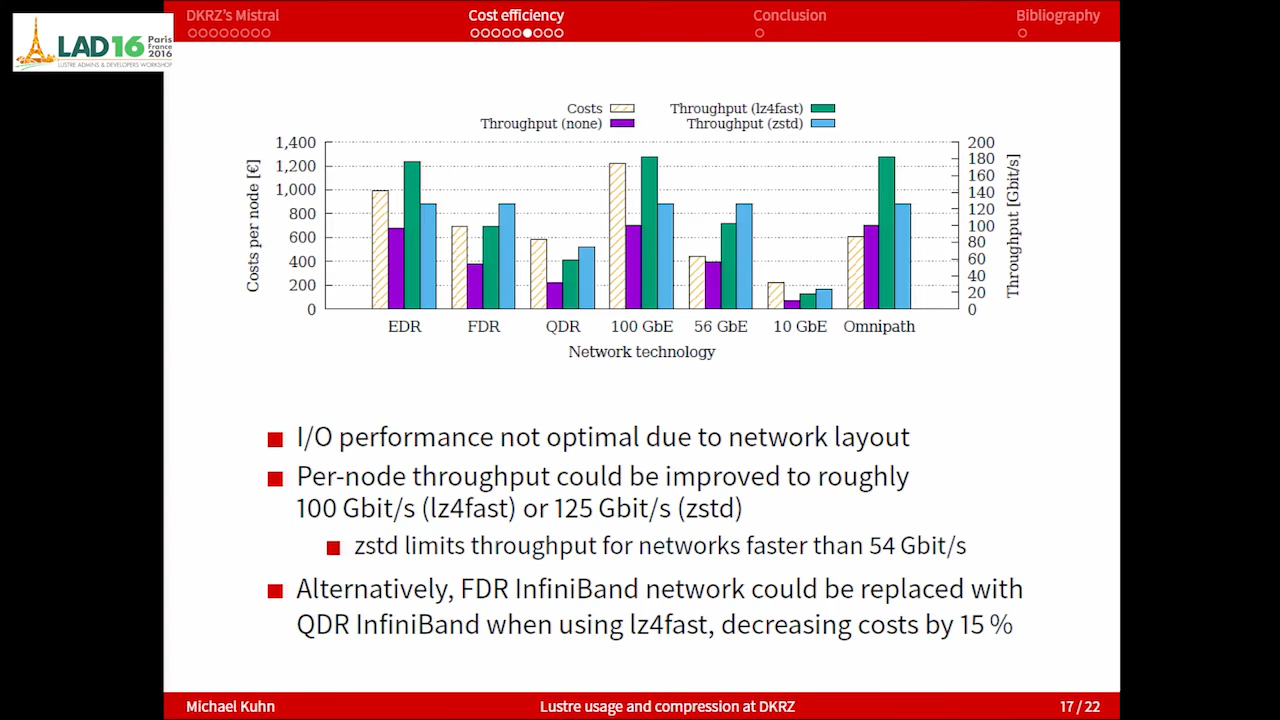 DKRZ's Mistral
Cost efficiency
Conclusion
Bibliography
LAD16 Paris France 2016
LUSTRE ADMINS & DEVELOPERS WORKSHOP
Costs
Throughput (none)
Throughput (lz4fast)
Throughput (zstd)
Costs per node [€]
1,400
1,200
1,000
800
600
400
200
0
200
180
160
140
120
100
80
60
40
20
0
Throughput [Gbit/s]
EDR FDR QDR 100 GbE 56 GbE 10 GbE Omnipath
Network technology
I/O performance not optimal due to network layout
Per-node throughput could be improved to roughly
100 Gbit/s (lz4fast) or 125 Gbit/s (zstd)
zstd limits throughput for networks faster than 54 Gbit/s
Alternatively, FDR InfiniBand network could be replaced with
QDR InfiniBand when using lz4fast, decreasing costs by 15 %
Michael Kuhn
Lustre usage and compression at DKRZ
17 / 22